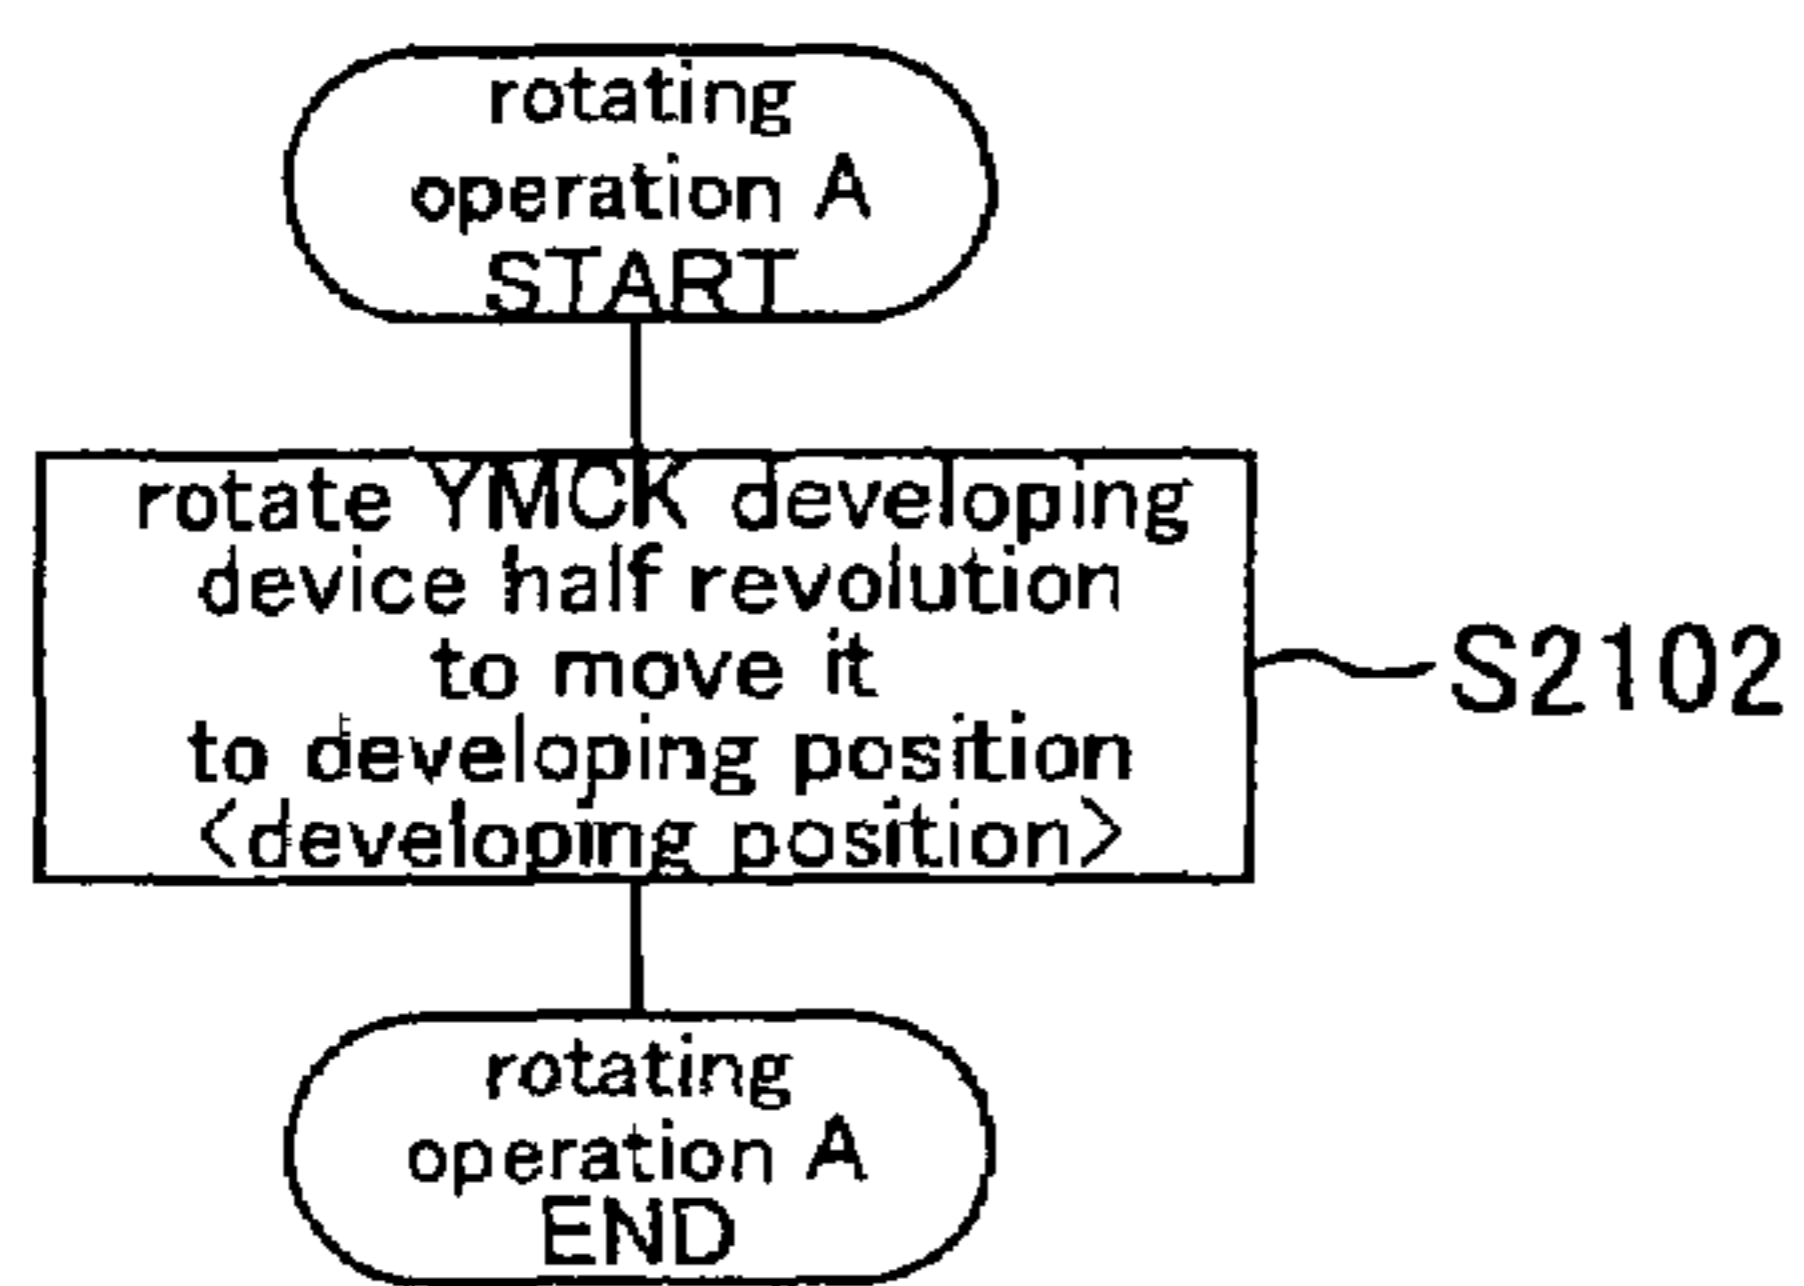 rotating
operation A
START
rotate YMCK developing
device half revolution
to move it
to developing position
<developing position>
S2102
rotating
operation A
END